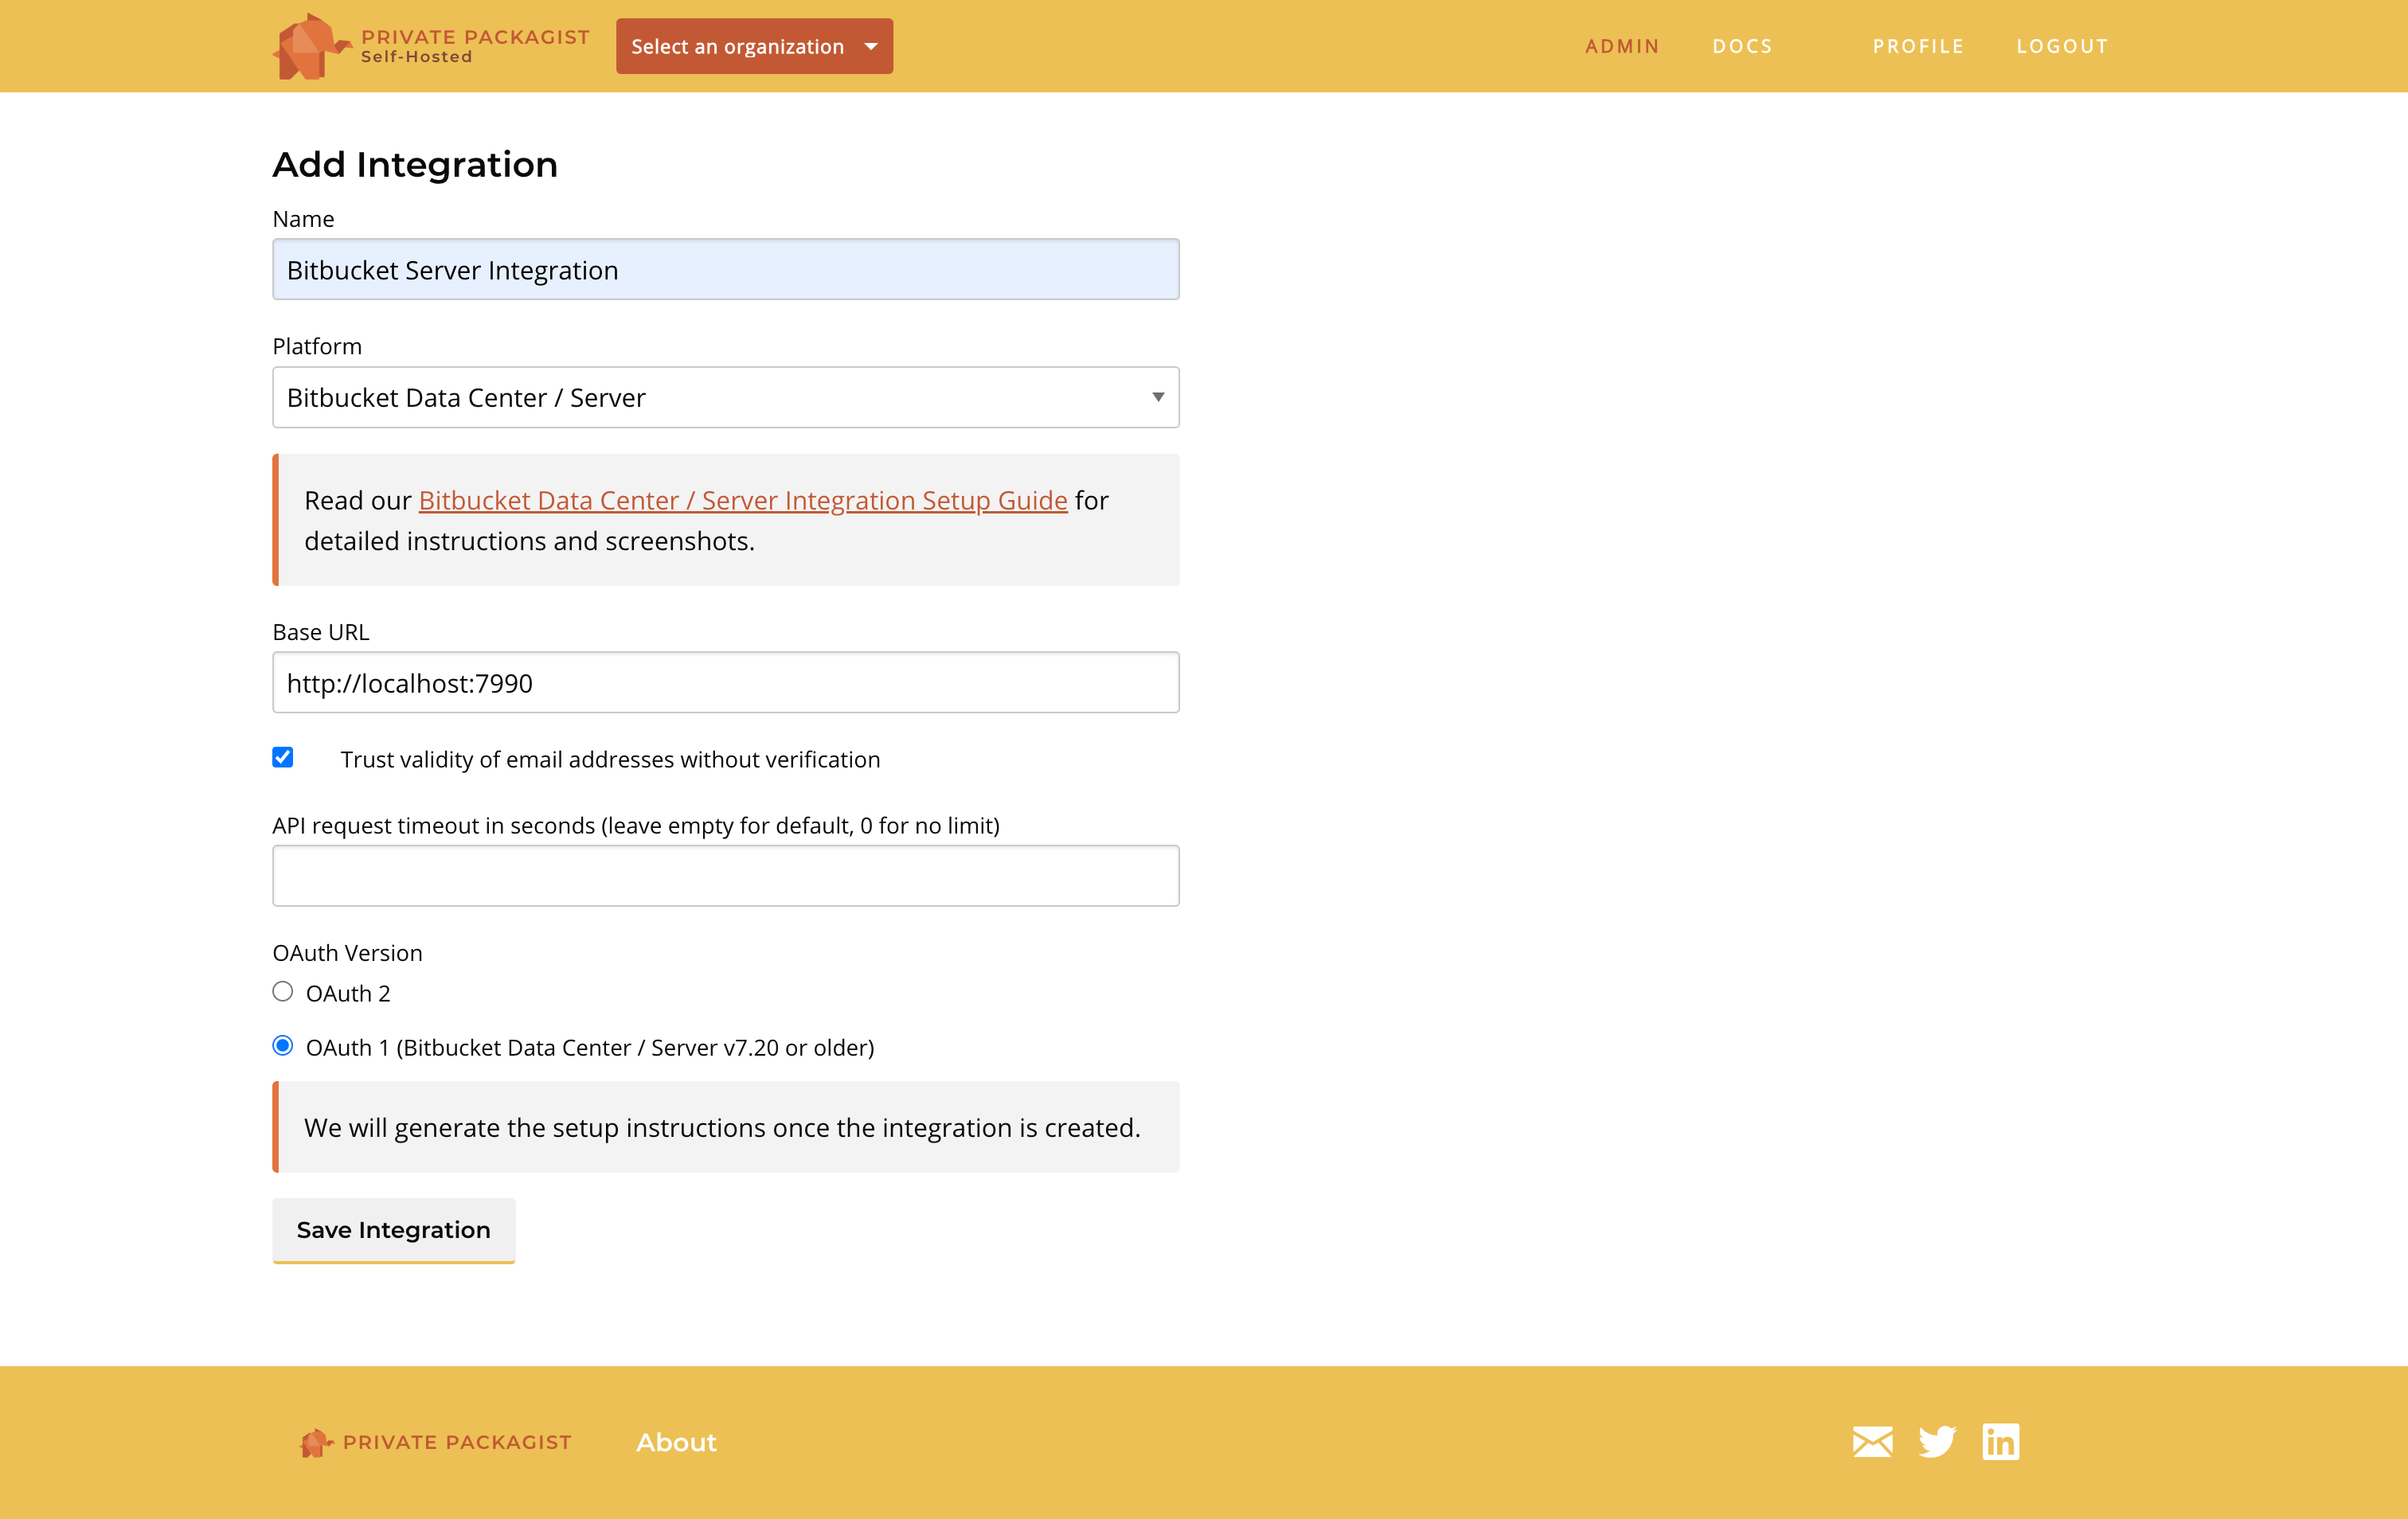 PRIVATE PACKAGIST
Self-Hosted
Select an organization
ADMIN
DOCS
PROFILE
LOGOUT
Add Integration
Name
Bitbucket Server Integration
Platform
Bitbucket Data Center / Server
Read our Bitbucket Data Center / Server Integration Setup Guide for
detailed instructions and screenshots.
Base URL
http://localhost:7990
Trust validity of email addresses without verification
API request timeout in seconds (leave empty for default, 0 for no limit)
OAuth Version
OAuth 2
OAuth 1 (Bitbucket Data Center / Server v7.20 or older)
We will generate the setup instructions once the integration is created.
Save Integration
PRIVATE PACKAGIST
About
in